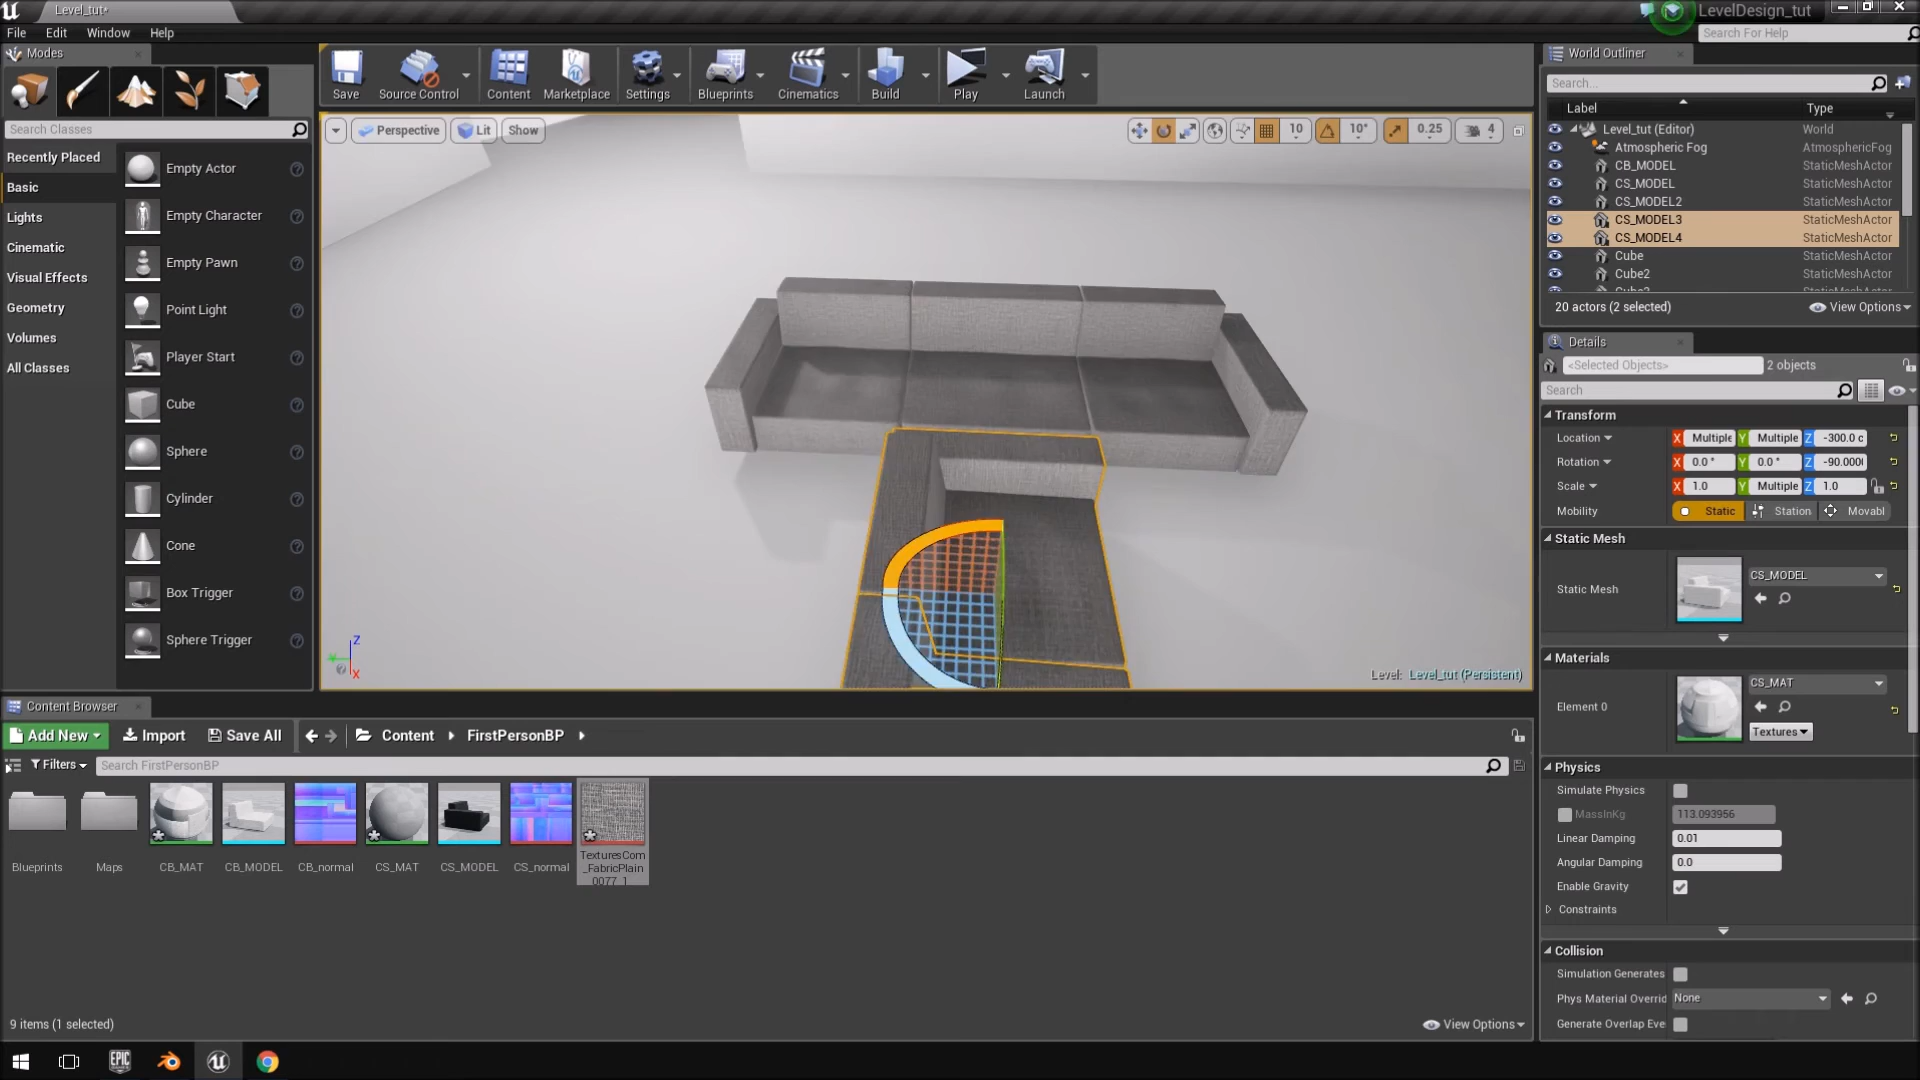 Level_tut*
LevelDesign_tut
File Edit Window Help
Search For Help
Modes
Save
Source Control
Content
Marketplace
Settings
Blueprints
Cinematics
Build
Play
Launch
World Outliner
Search...
Label Type
Search Classes
Recently Placed
Basic
Lights
Cinematic
Visual Effects
Geometry
Volumes
All Classes
Empty Actor
Empty Character
Empty Pawn
Point Light
Player Start
Cube
Sphere
Cylinder
Cone
Box Trigger
Sphere Trigger
Perspective Lit Show
10 10° 0.25 4
Z
X
Level: Level_tut (Persistent)
Level_tut (Editor) World
Atmospheric Fog AtmosphericFog
CB_MODEL StaticMeshActor
CS_MODEL StaticMeshActor
CS_MODEL2 StaticMeshActor
CS_MODEL3 StaticMeshActor
CS_MODEL4 StaticMeshActor
Cube StaticMeshActor
Cube2 StaticMeshActor
20 actors (2 selected) View Options
Details
<Selected Objects> 2 objects
Search
Transform
Location X Multiple Y Multiple Z -300.0 c
Rotation X 0.0 ° Y 0.0 ° Z -90.000
Scale X 1.0 Y Multiple Z 1.0
Mobility Static Station Movabl
Static Mesh
Static Mesh CS_MODEL
Materials
Element 0 CS_MAT
Textures
Physics
Simulate Physics
MassInKg 113.093956
Linear Damping 0.01
Angular Damping 0.0
Enable Gravity
Constraints
Collision
Simulation Generates
Phys Material Overrid None
Generate Overlap Eve
Content Browser
Add New Import Save All Content FirstPersonBP
Filters Search FirstPersonBP
Blueprints
Maps
CB_MAT
CB_MODEL
CB_normal
CS_MAT
CS_MODEL
CS_normal
TexturesCom
_FabricPlain
0077_1
9 items (1 selected) View Options
EPIC
GAMES